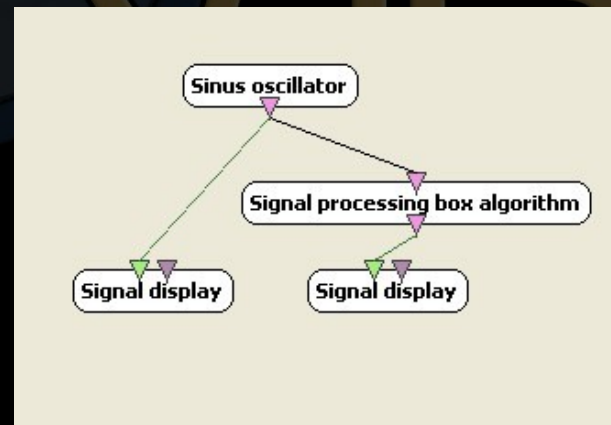 Sinus oscillator
Signal processing box algorithm
Signal display
Signal display